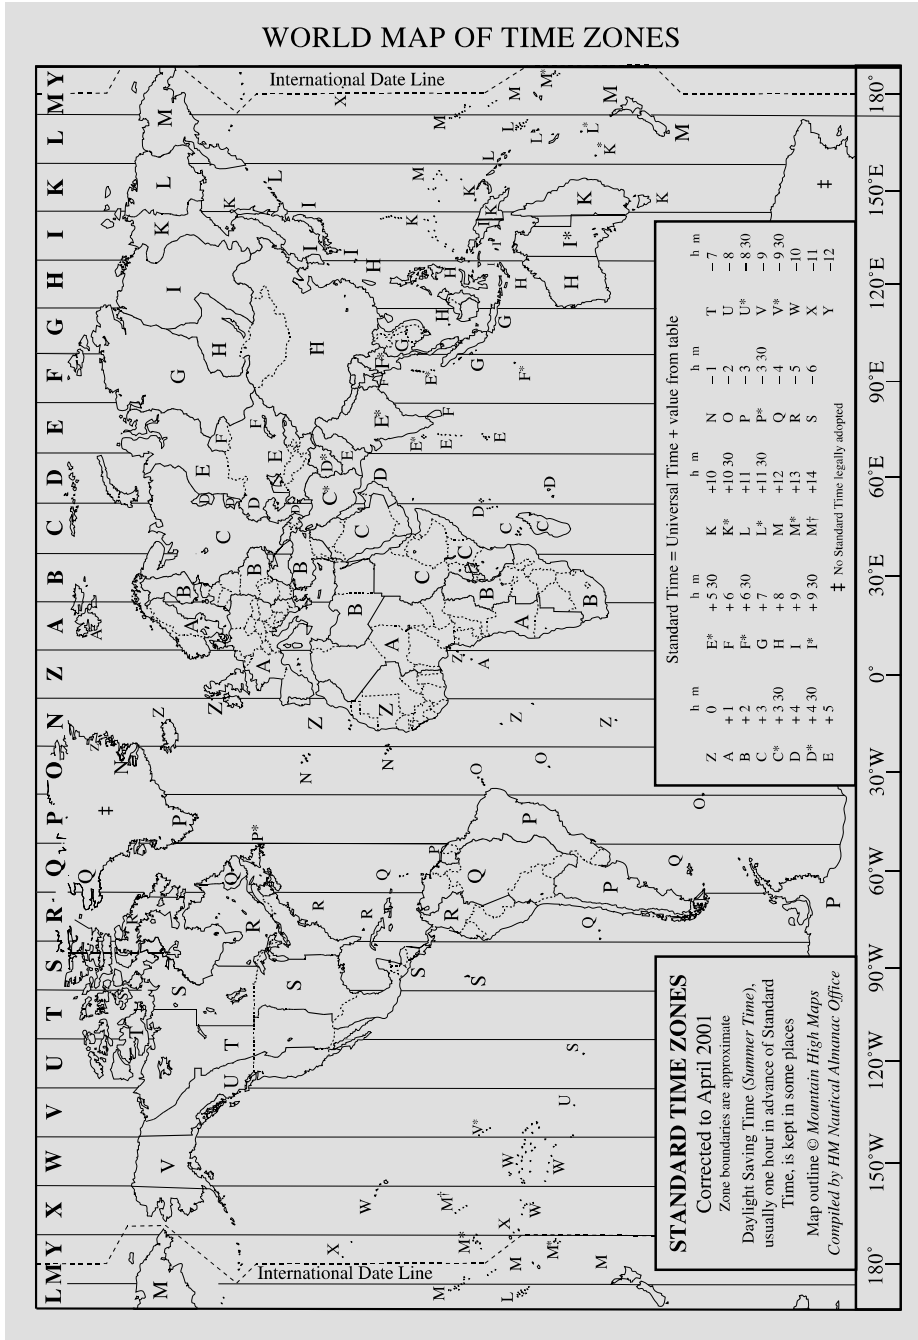 WORLD MAP OF TIME ZONES
L M Y X W V U T S R Q P O N Z A B C D E F G H I K L M Y
International Date Line
International Date Line
STANDARD TIME ZONES
Corrected to April 2001
Zone boundaries are approximate
Daylight Saving Time (Summer Time),
usually one hour in advance of Standard
Time, is kept in some places
Map outline © Mountain High Maps
Compiled by HM Nautical Almanac Office
Standard Time = Universal Time + value from table
h m h m h m h m h m
Z 0 E* + 5 30 K +10 N − 1 T − 7
A + 1 F + 6 K* +10 30 O − 2 U − 8
B + 2 F* + 6 30 L +11 P − 3 U* − 8 30
C + 3 G + 7 L* +11 30 P* − 3 30 V − 9
C* + 3 30 H + 8 M +12 Q − 4 V* − 9 30
D + 4 I + 9 M* +13 R − 5 W −10
D* + 4 30 I* + 9 30 M† +14 S − 6 X −11
E + 5 Y −12
‡ No Standard Time legally adopted
180° 150°W 120°W 90°W 60°W 30°W 0° 30°E 60°E 90°E 120°E 150°E 180°